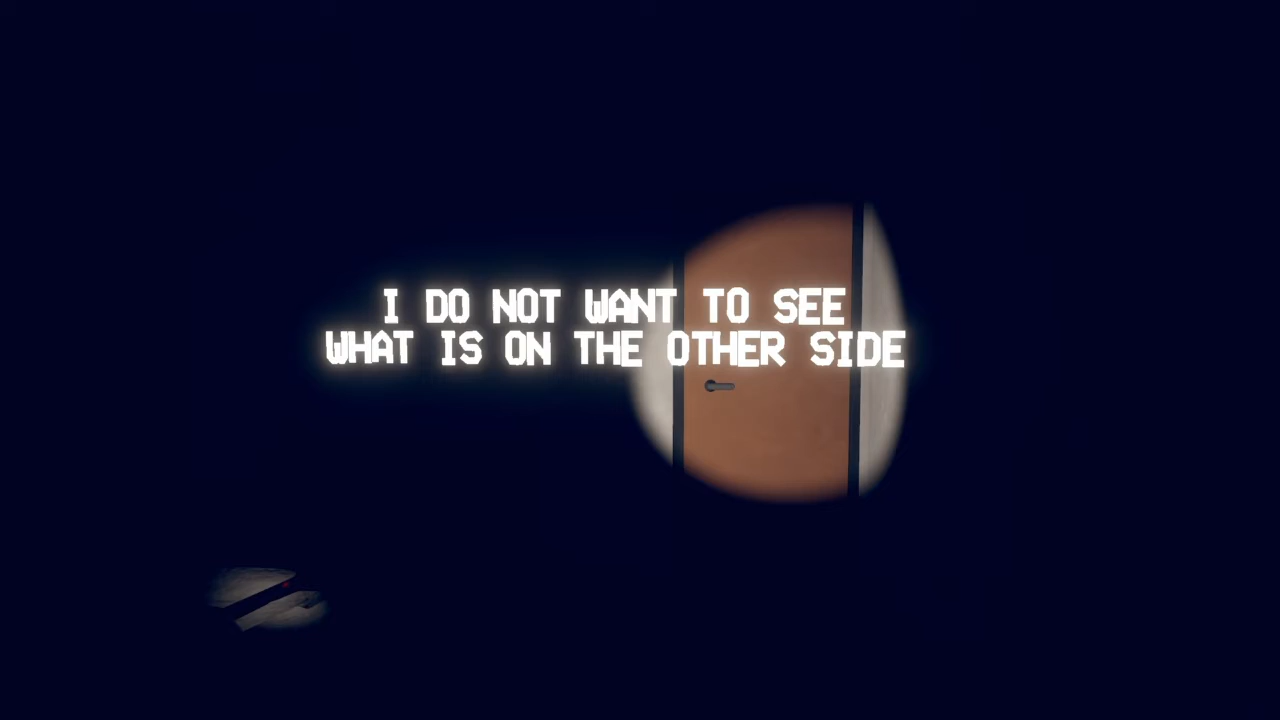 I DO NOT WANT TO SEE
WHAT IS ON THE OTHER SIDE